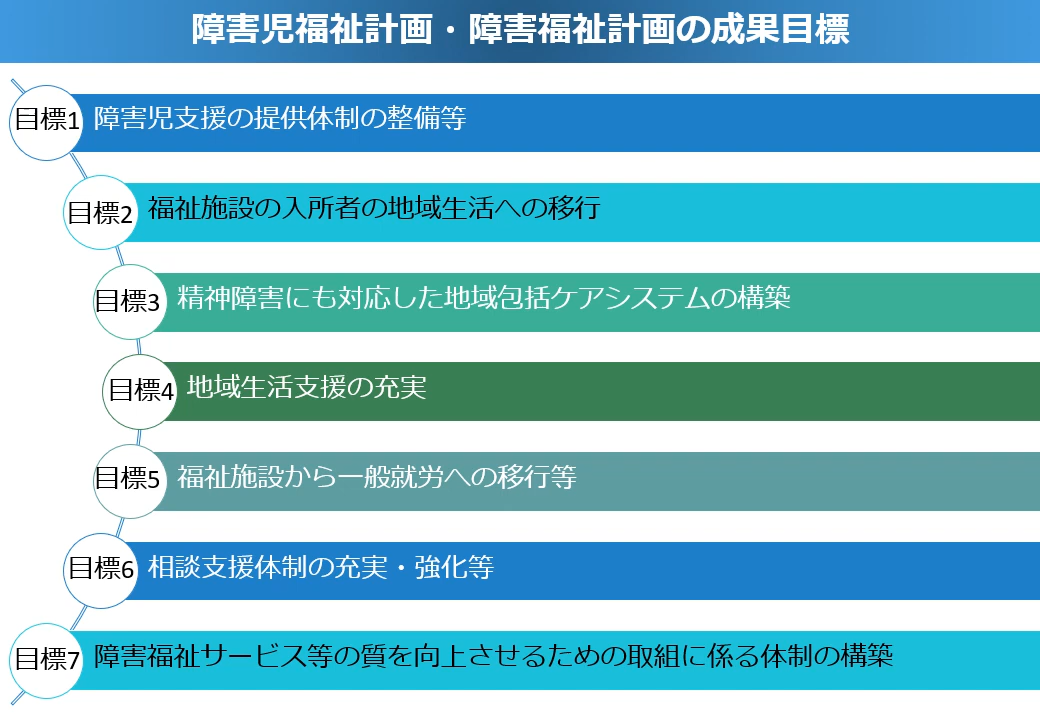 障害児福祉計画・障害福祉計画の成果目標
目標1 障害児支援の提供体制の整備等
目標2 福祉施設の入所者の地域生活への移行
目標3 精神障害にも対応した地域包括ケアシステムの構築
目標4 地域生活支援の充実
目標5 福祉施設から一般就労への移行等
目標6 相談支援体制の充実・強化等
目標7 障害福祉サービス等の質を向上させるための取組に係る体制の構築